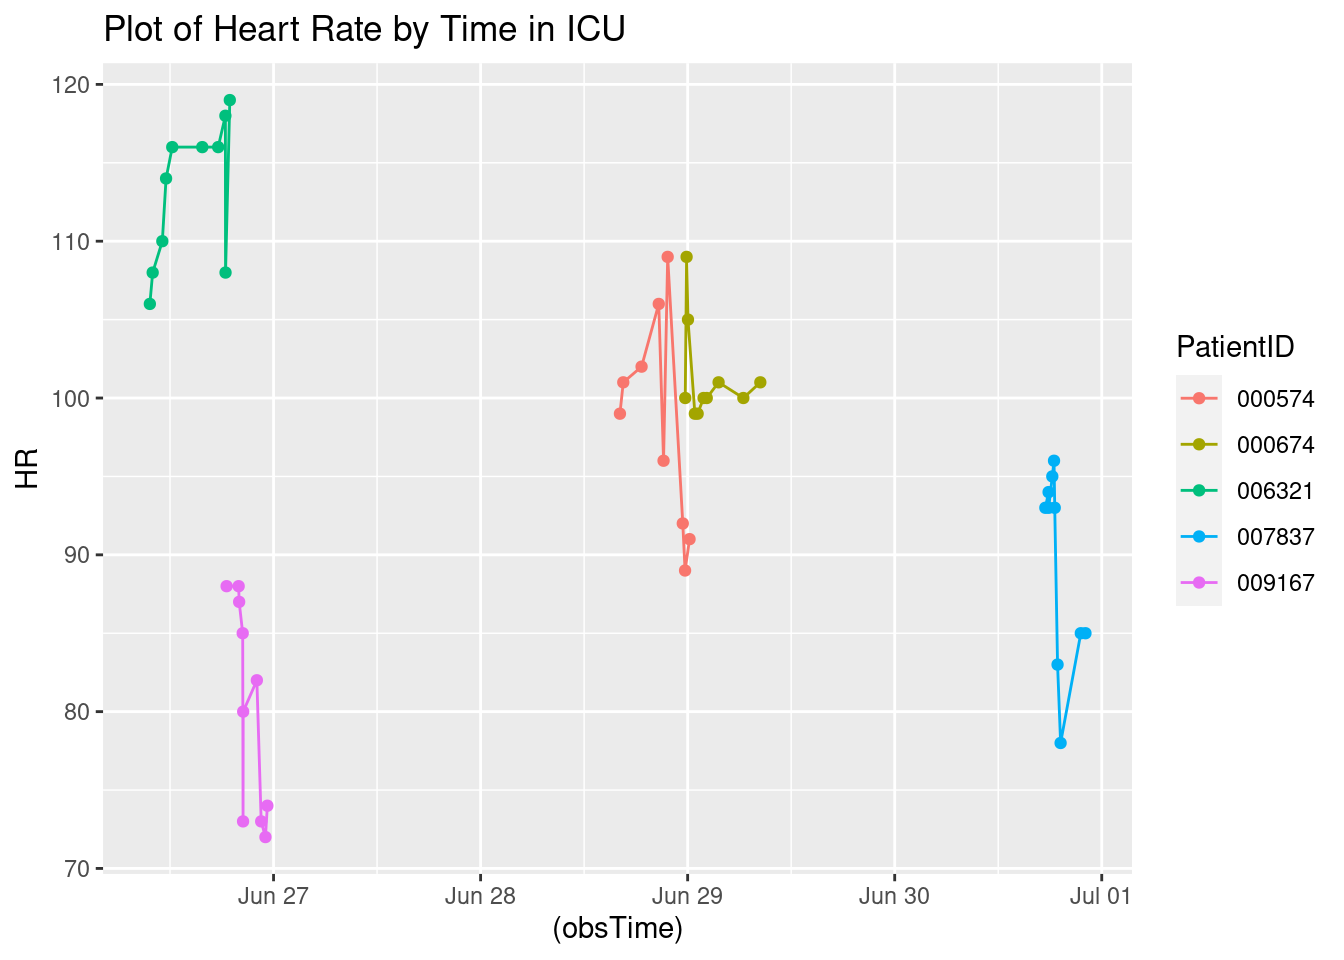 Plot of Heart Rate by Time in ICU
120
110
100
90
80
70
HR
Jun 27 Jun 28 Jun 29 Jun 30 Jul 01
(obsTime)
PatientID
000574
000674
006321
007837
009167